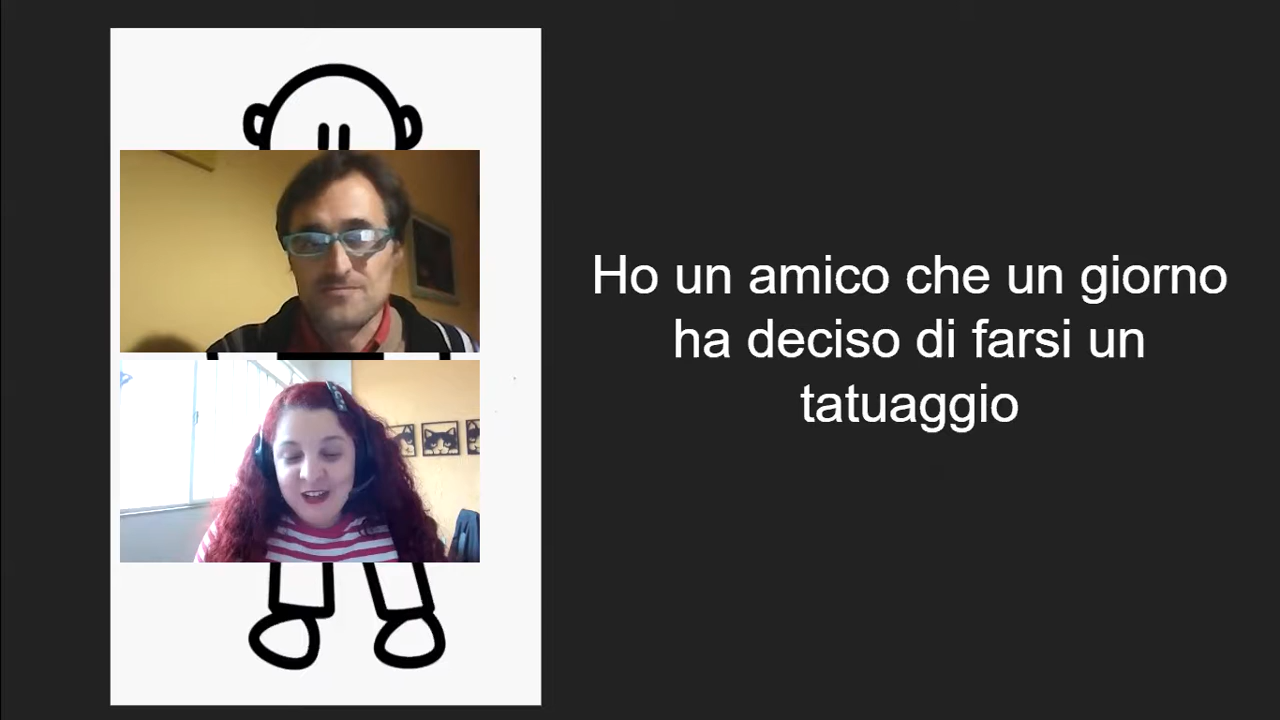 Ho un amico che un giorno
ha deciso di farsi un
tatuaggio